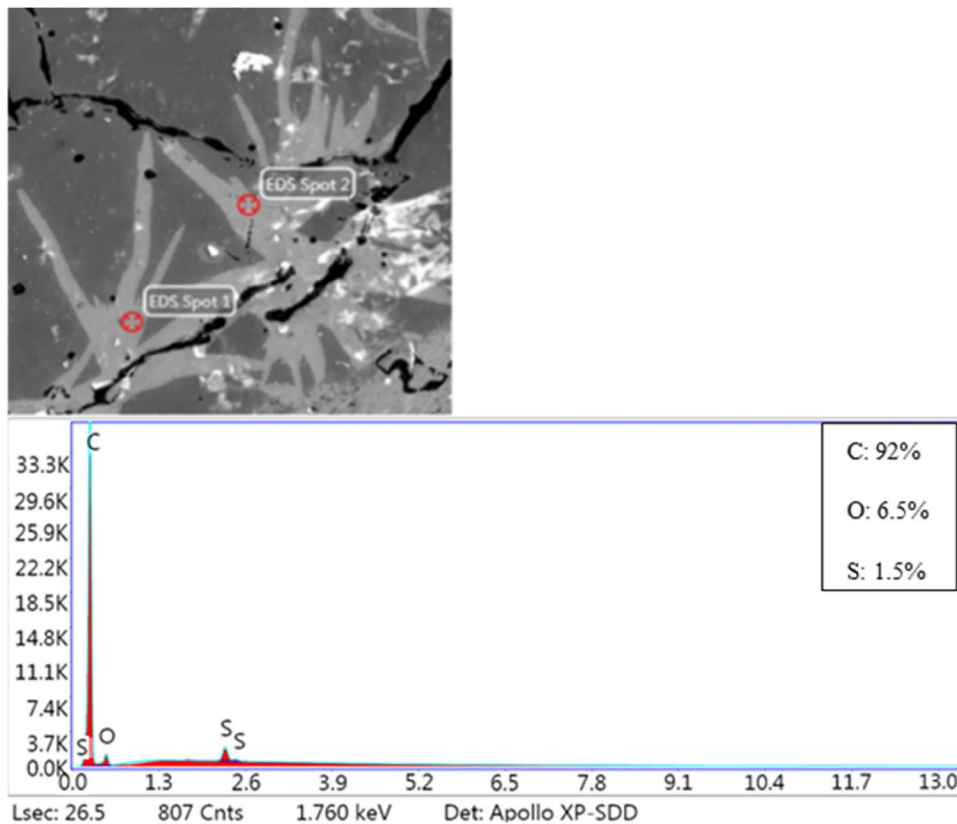 EDS Spot 2
EDS Spot 1
C
C: 92%
33.3K
29.6K
O: 6.5%
25.9K
22.2K
S: 1.5%
18.5K
14.8K
11.1K
7.4K
3.7K
S O S S
0.0K
0.0 1.3 2.6 3.9 5.2 6.5 7.8 9.1 10.4 11.7 13.0
Lsec: 26.5 807 Cnts 1.760 keV Det: Apollo XP-SDD